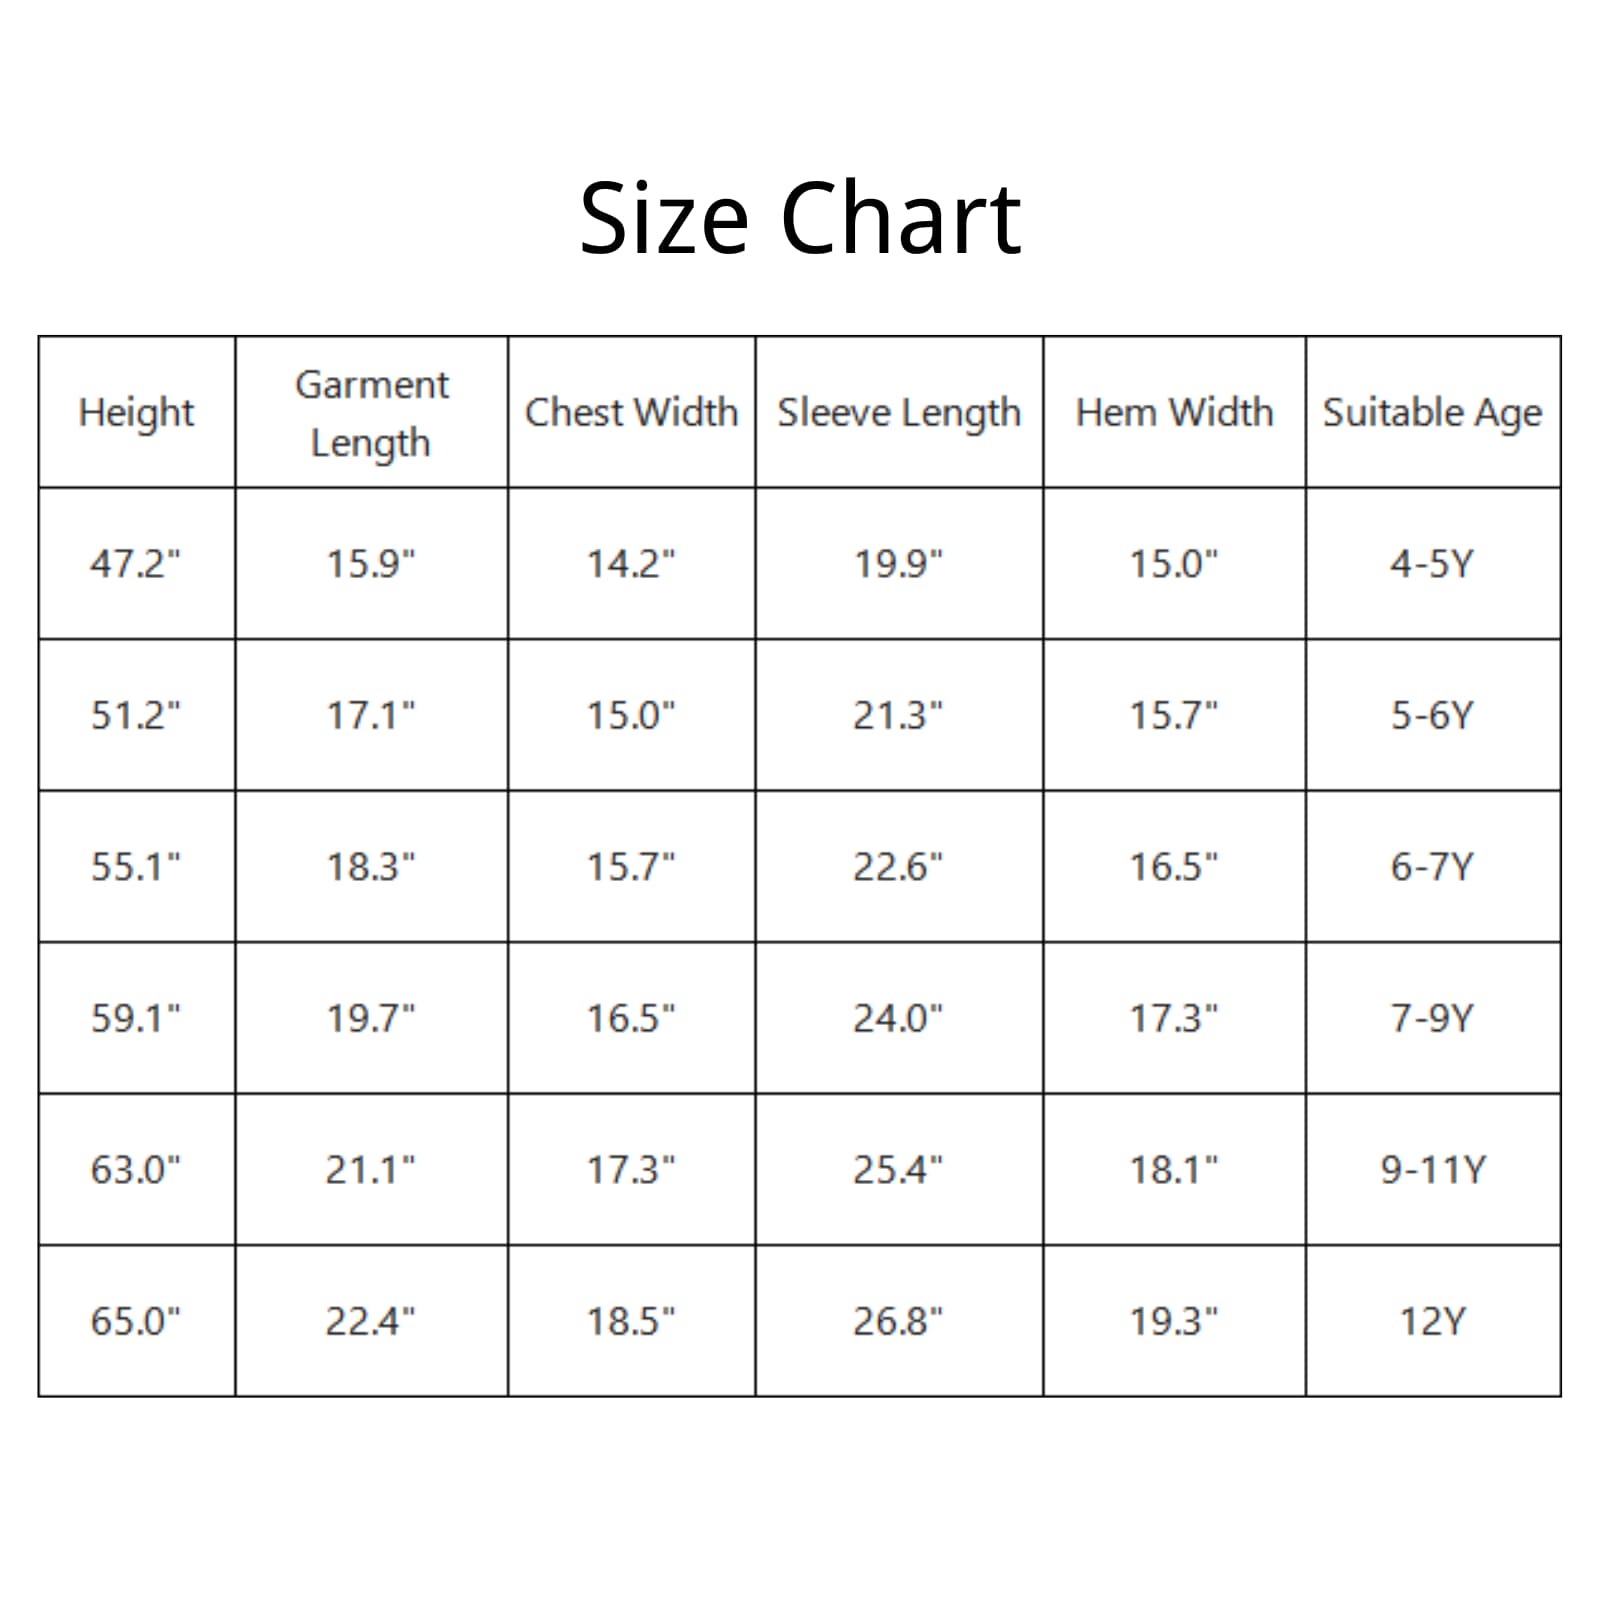 Size Chart
Height Garment Length Chest Width Sleeve Length Hem Width Suitable Age
47.2" 15.9" 14.2" 19.9" 15.0" 4-5Y
51.2" 17.1" 15.0" 21.3" 15.7" 5-6Y
55.1" 18.3" 15.7" 22.6" 16.5" 6-7Y
59.1" 19.7" 16.5" 24.0" 17.3" 7-9Y
63.0" 21.1" 17.3" 25.4" 18.1" 9-11Y
65.0" 22.4" 18.5" 26.8" 19.3" 12Y